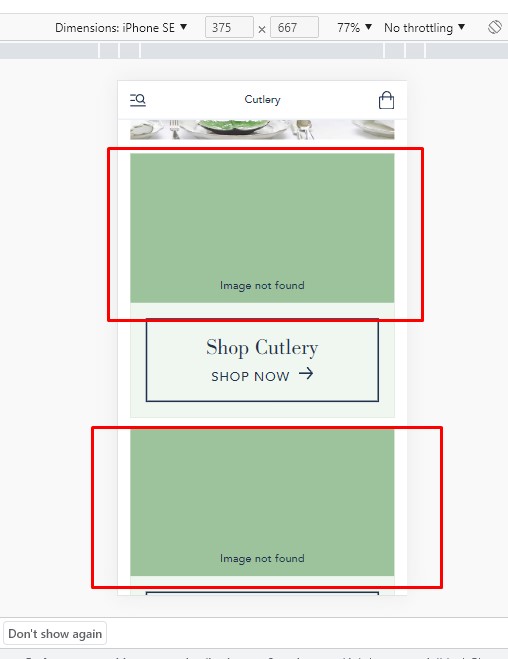 Dimensions: iPhone SE ▼ 375 × 667 77% ▼ No throttling ▼
Cutlery
Image not found
Shop Cutlery
SHOP NOW →
Image not found
Don't show again